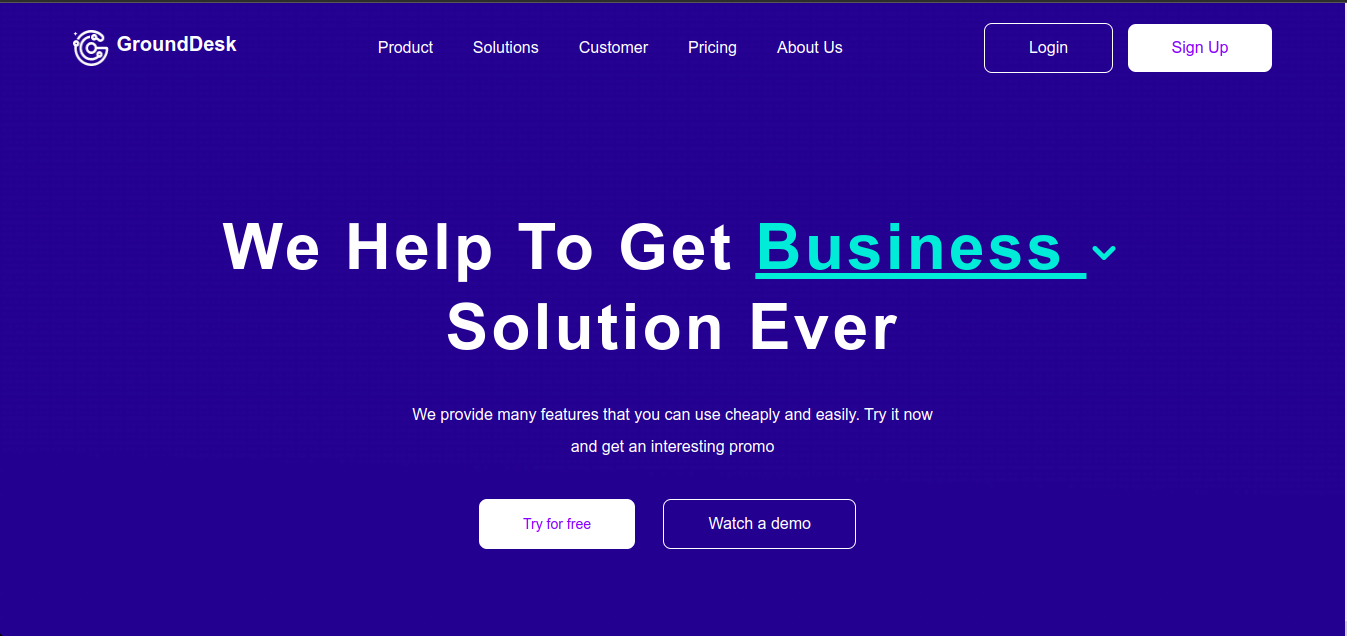 GroundDesk
Product
Solutions
Customer
Pricing
About Us
Login
Sign Up
We Help To Get Business
Solution Ever
We provide many features that you can use cheaply and easily. Try it now
and get an interesting promo
Try for free
Watch a demo